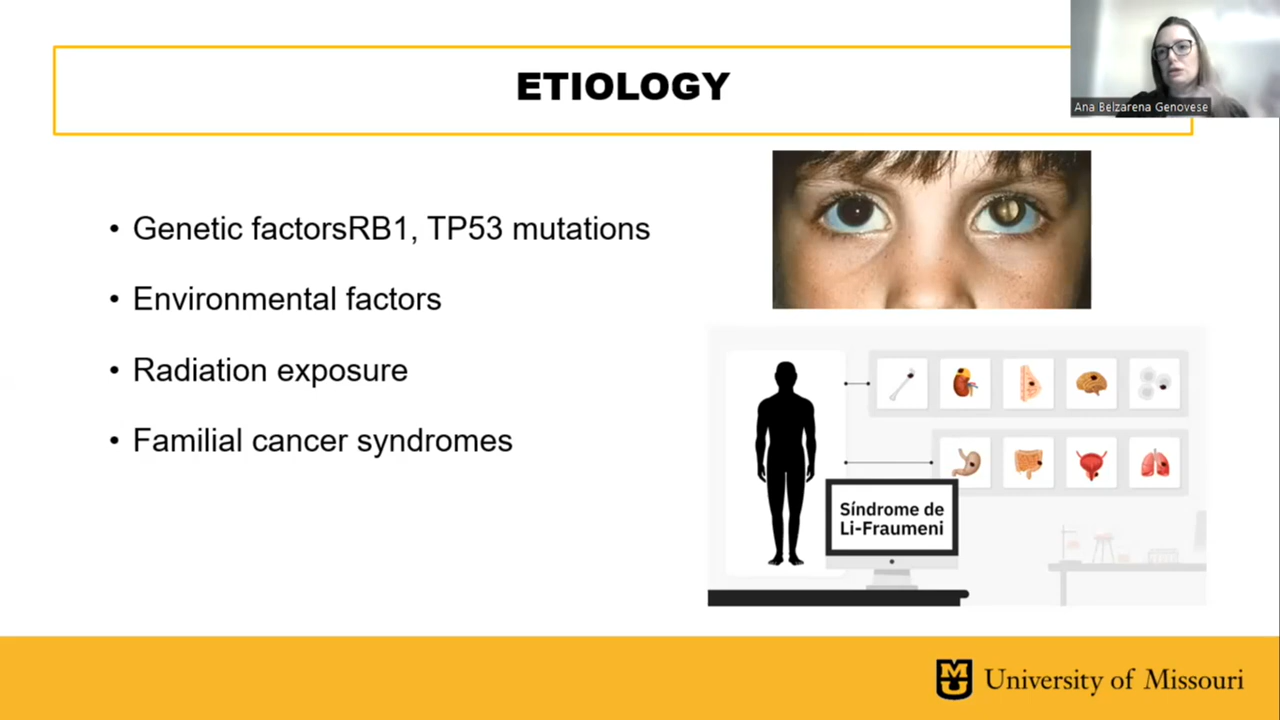 ETIOLOGY
Ana Belzarena Genovese
• Genetic factorsRB1, TP53 mutations
• Environmental factors
• Radiation exposure
• Familial cancer syndromes
Síndrome de
Li-Fraumeni
MU
University of Missouri